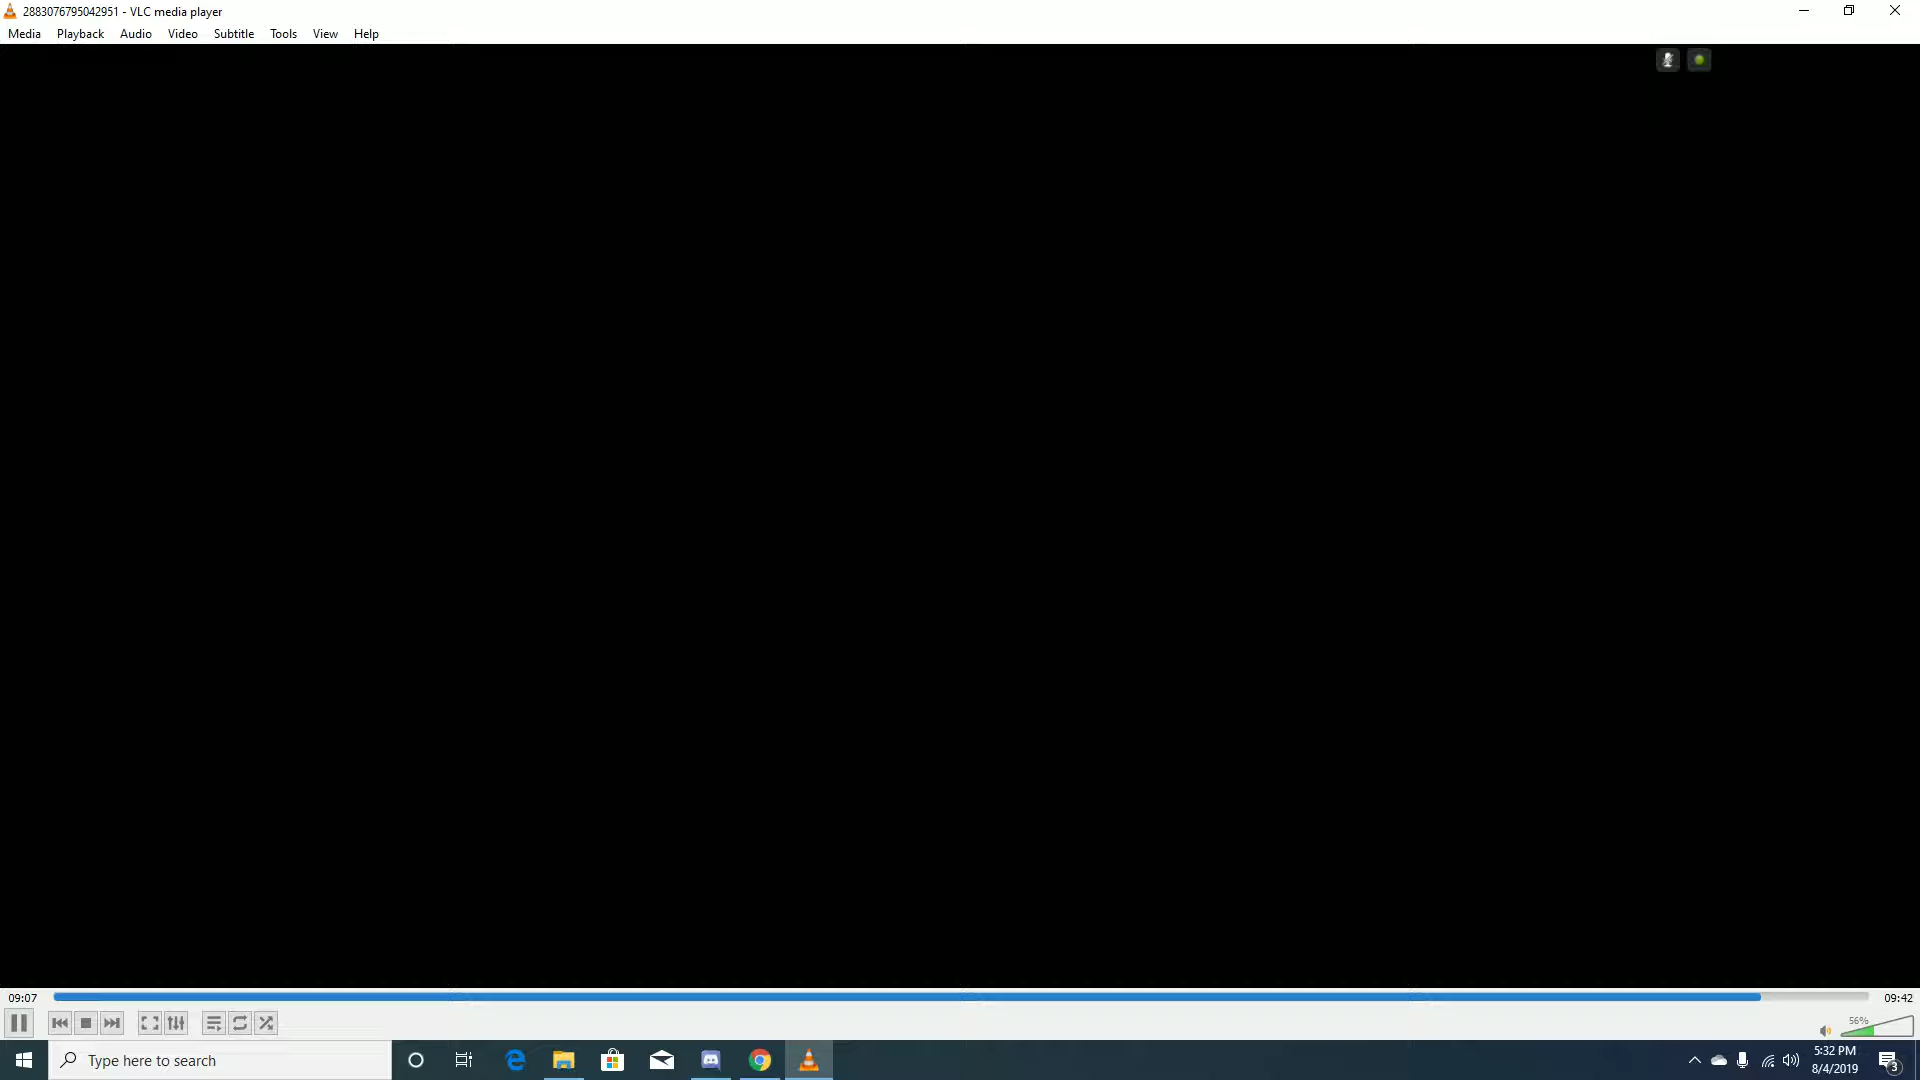 2883076795042951 - VLC media player
Media Playback Audio Video Subtitle Tools View Help
09:07
09:42
56%
Type here to search
5:32 PM
8/4/2019
3